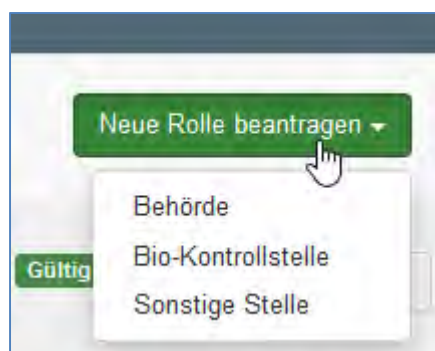 Neue Rolle beantragen
Behörde
Bio-Kontrollstelle
Gültig
Sonstige Stelle